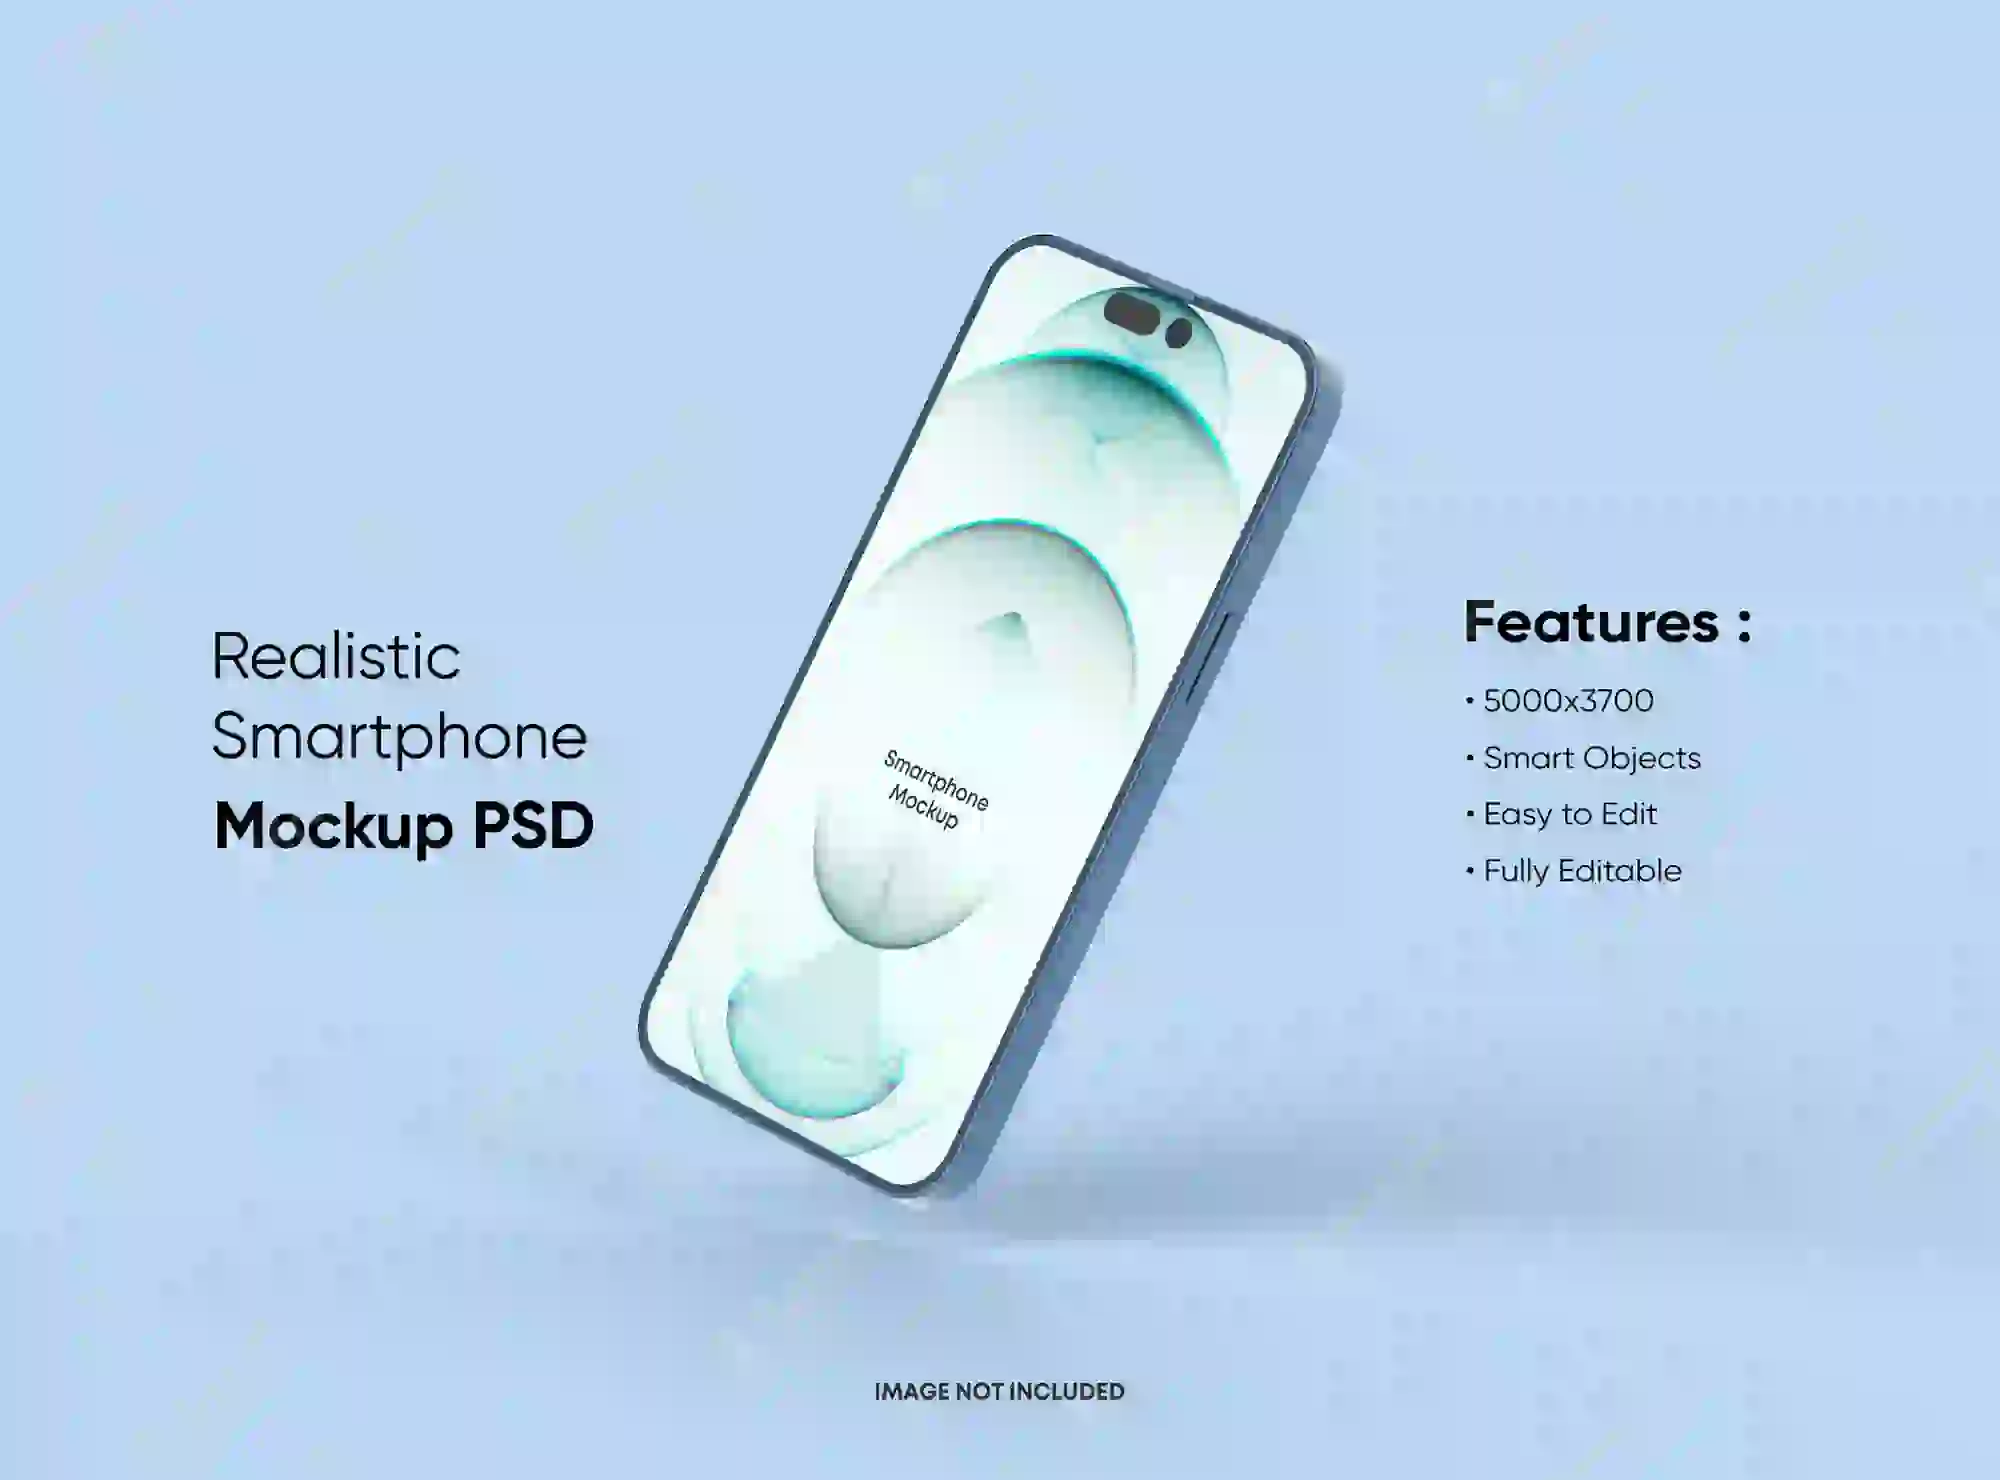 Realistic
Smartphone
Mockup PSD
Smartphone
Mockup
Features :
• 5000x3700
• Smart Objects
• Easy to Edit
• Fully Editable
IMAGE NOT INCLUDED